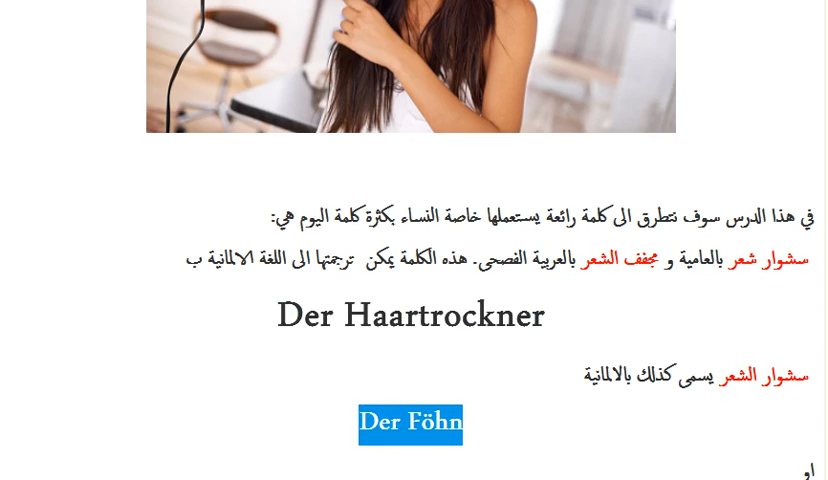 في هذا الدرس سوف نتطرق الى كلمة رائعة يستعملها خاصة النساء بكثرة كلمة اليوم هي:
سشوار شعر بالعامية و مجفف الشعر بالعربية الفصحى. هذه الكلمة يمكن ترجمتها الى اللغة الالمانية ب
Der Haartrockner
سشوار الشعر يسمى كذلك بالالمانية
Der Föhn
او